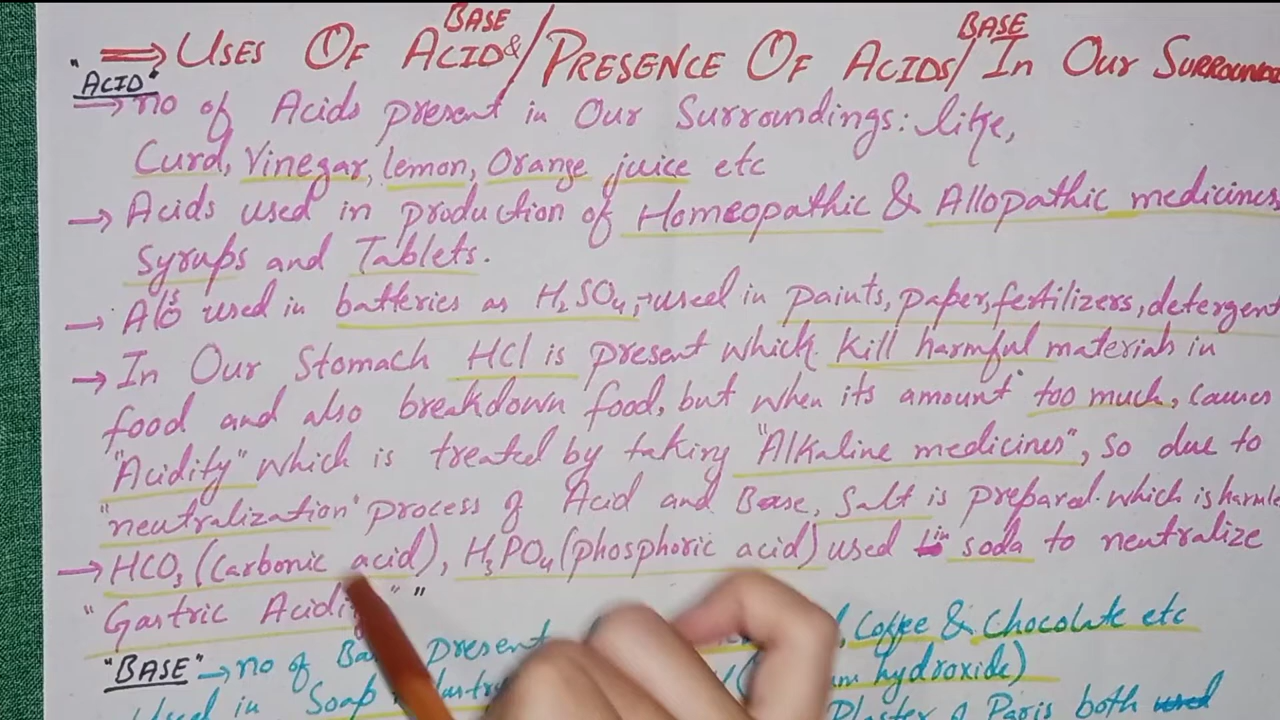 ⇒ USES OF ACID & BASE / PRESENCE OF ACIDS / BASE In Our SURROUND
"ACID"
→ no of Acids present in Our Surroundings: like,
Curd, Vinegar, lemon, Orange juice etc
→ Acids used in production of Homeopathic & Allopathic medicines,
Syrups and Tablets.
→ used in batteries as H2SO4, → used in paints, paper, fertilizers, detergent
→ In Our Stomach HCl is present which kill harmful materials in
food and also breakdown food, but when its amount too much, causes
"Acidity" which is treated by taking "Alkaline medicines", so due to
"neutralization" process of Acid and Base, Salt is prepared. which is harmle
→ HCO3 (Carbonic acid), H3PO4 (phosphoric acid) used in soda to neutralize
"Gastric
"BASE" → no of present , Coffee & Chocolate etc
Used in Soap hydroxide)
Plaster of Paris both used